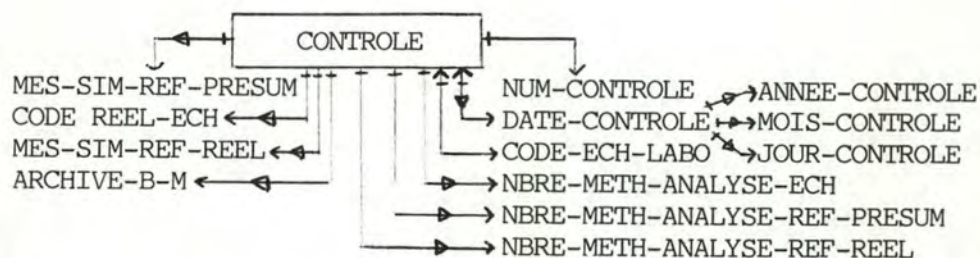 CONTROLE
MES-SIM-REF-PRESUM NUM-CONTROLE ANNEE-CONTROLE
CODE REEL-ECH DATE-CONTROLE MOIS-CONTROLE
MES-SIM-REF-REEL CODE-ECH-LABO JOUR-CONTROLE
ARCHIVE-B-M NBRE-METH-ANALYSE-ECH
NBRE-METH-ANALYSE-REF-PRESUM
NBRE-METH-ANALYSE-REF-REEL